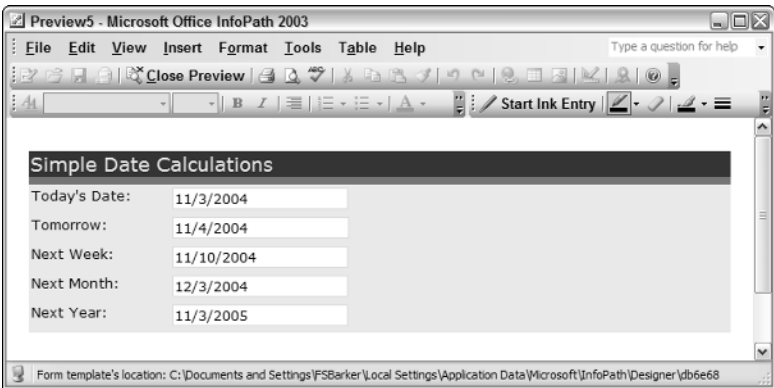 Preview5 - Microsoft Office InfoPath 2003
File Edit View Insert Format Tools Table Help Type a question for help
Close Preview
B I A Start Ink Entry
Simple Date Calculations
Today's Date: 11/3/2004
Tomorrow: 11/4/2004
Next Week: 11/10/2004
Next Month: 12/3/2004
Next Year: 11/3/2005
Form template's location: C:\Documents and Settings\FSBarker\Local Settings\Application Data\Microsoft\InfoPath\Designer\db6e68